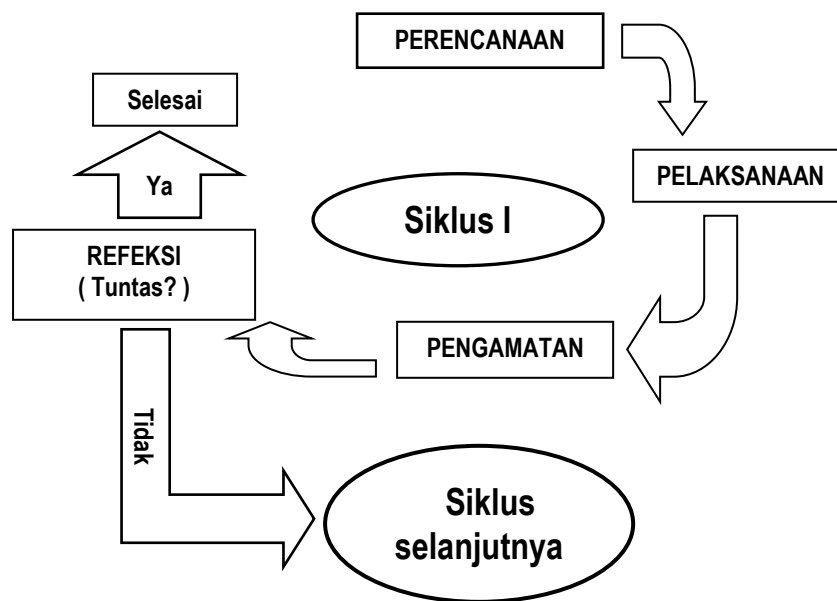 PERENCANAAN
Selesai
PELAKSANAAN
Ya
Siklus I
REFEKSI
( Tuntas? )
PENGAMATAN
Tidak
Siklus
selanjutnya